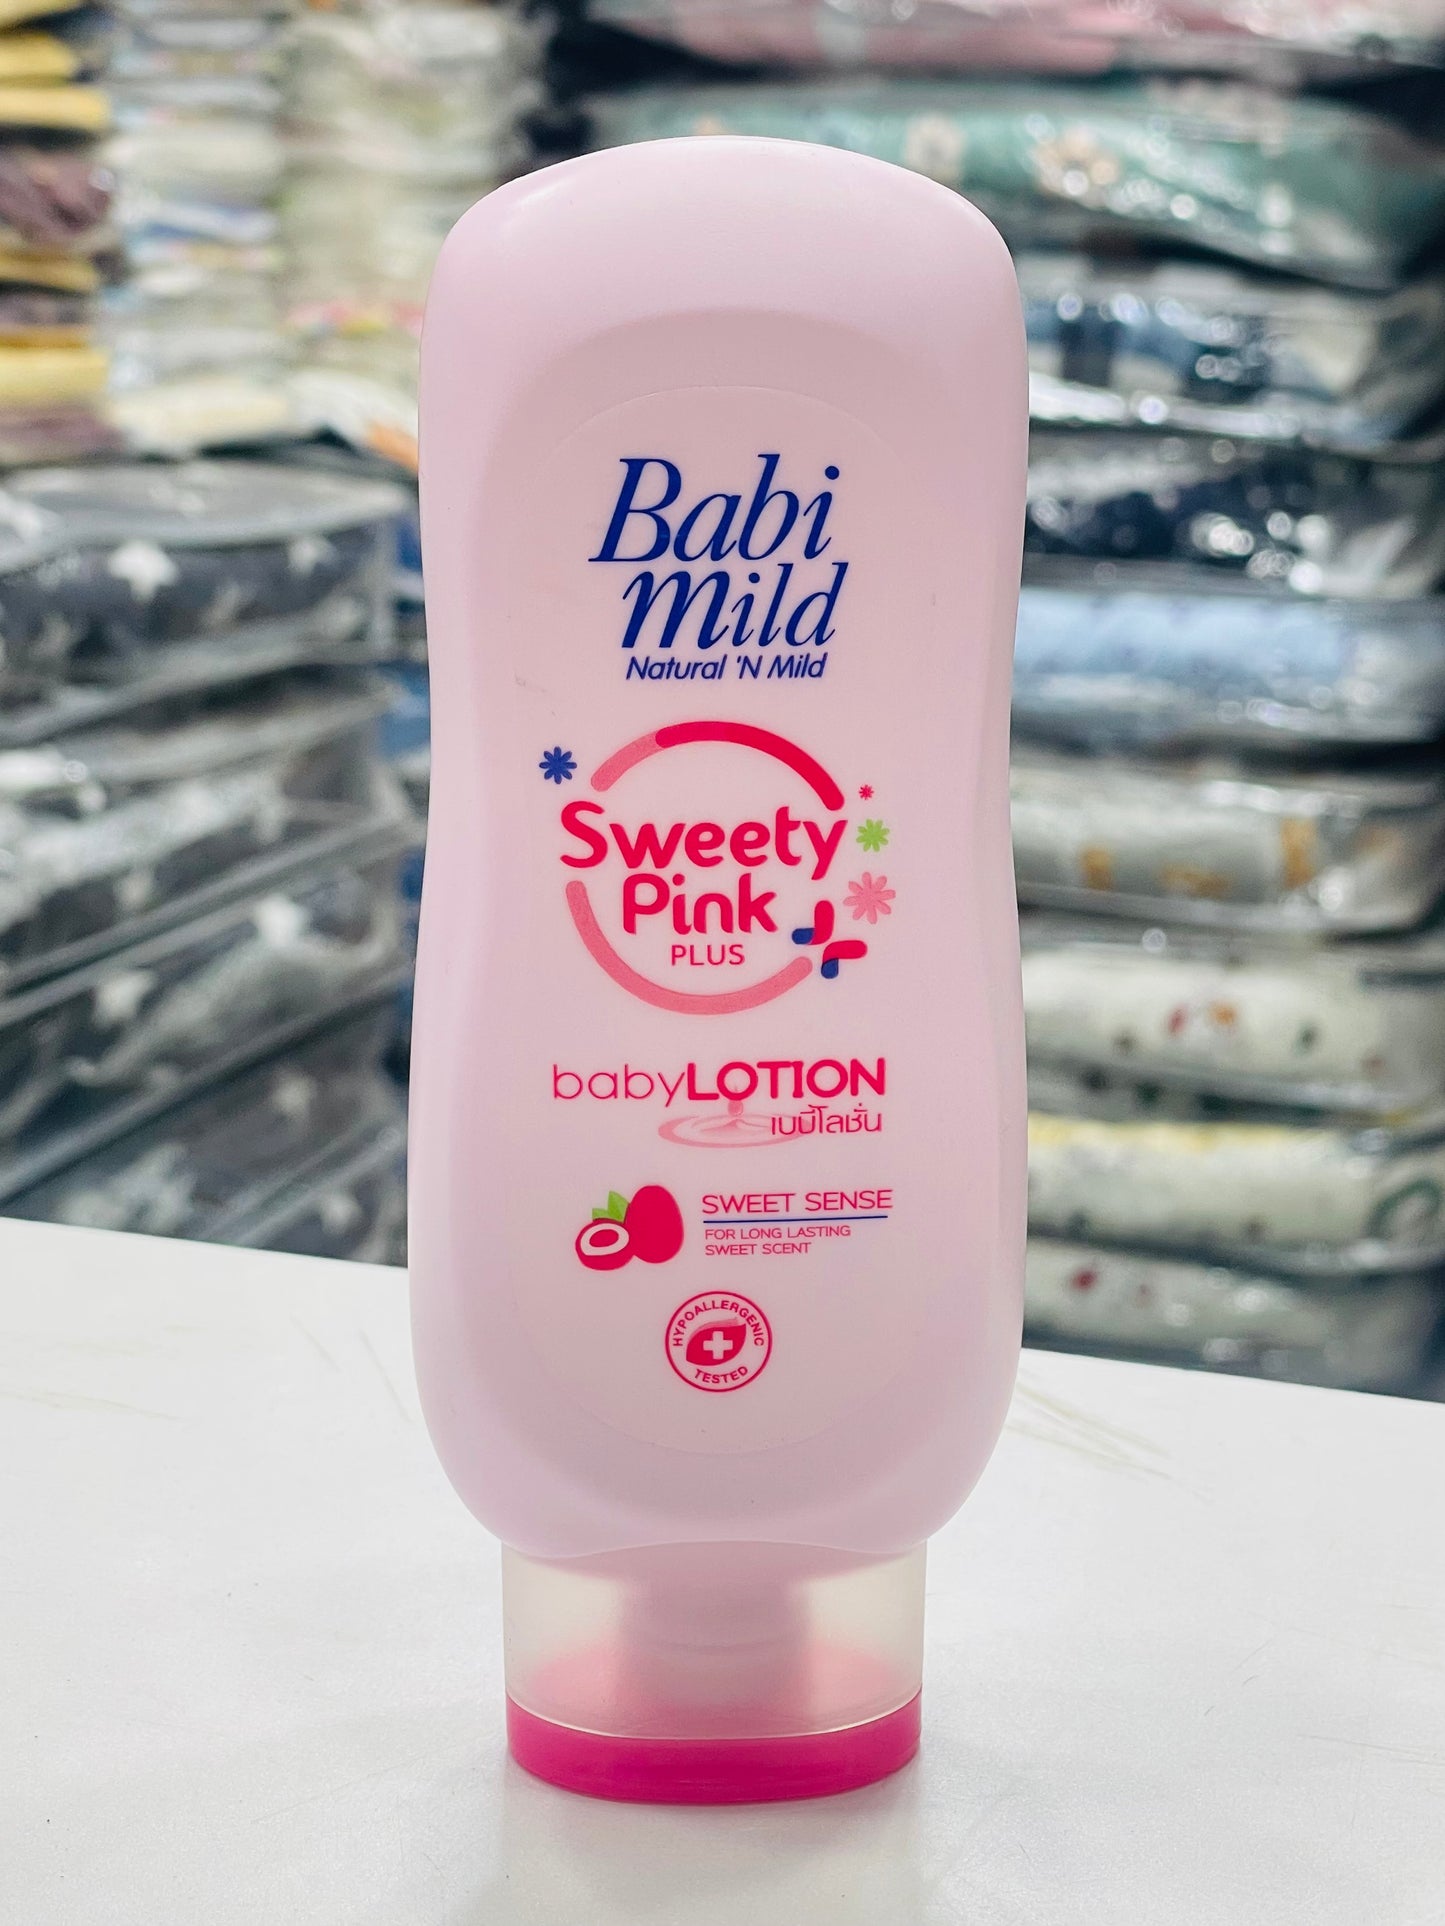 Babi
Mild
Natural 'N Mild
Sweety
Pink
PLUS
babyLOTION
เบบี้โลชั่น
SWEET SENSE
FOR LONG LASTING
SWEET SCENT
HYPOALLERGENIC
TESTED